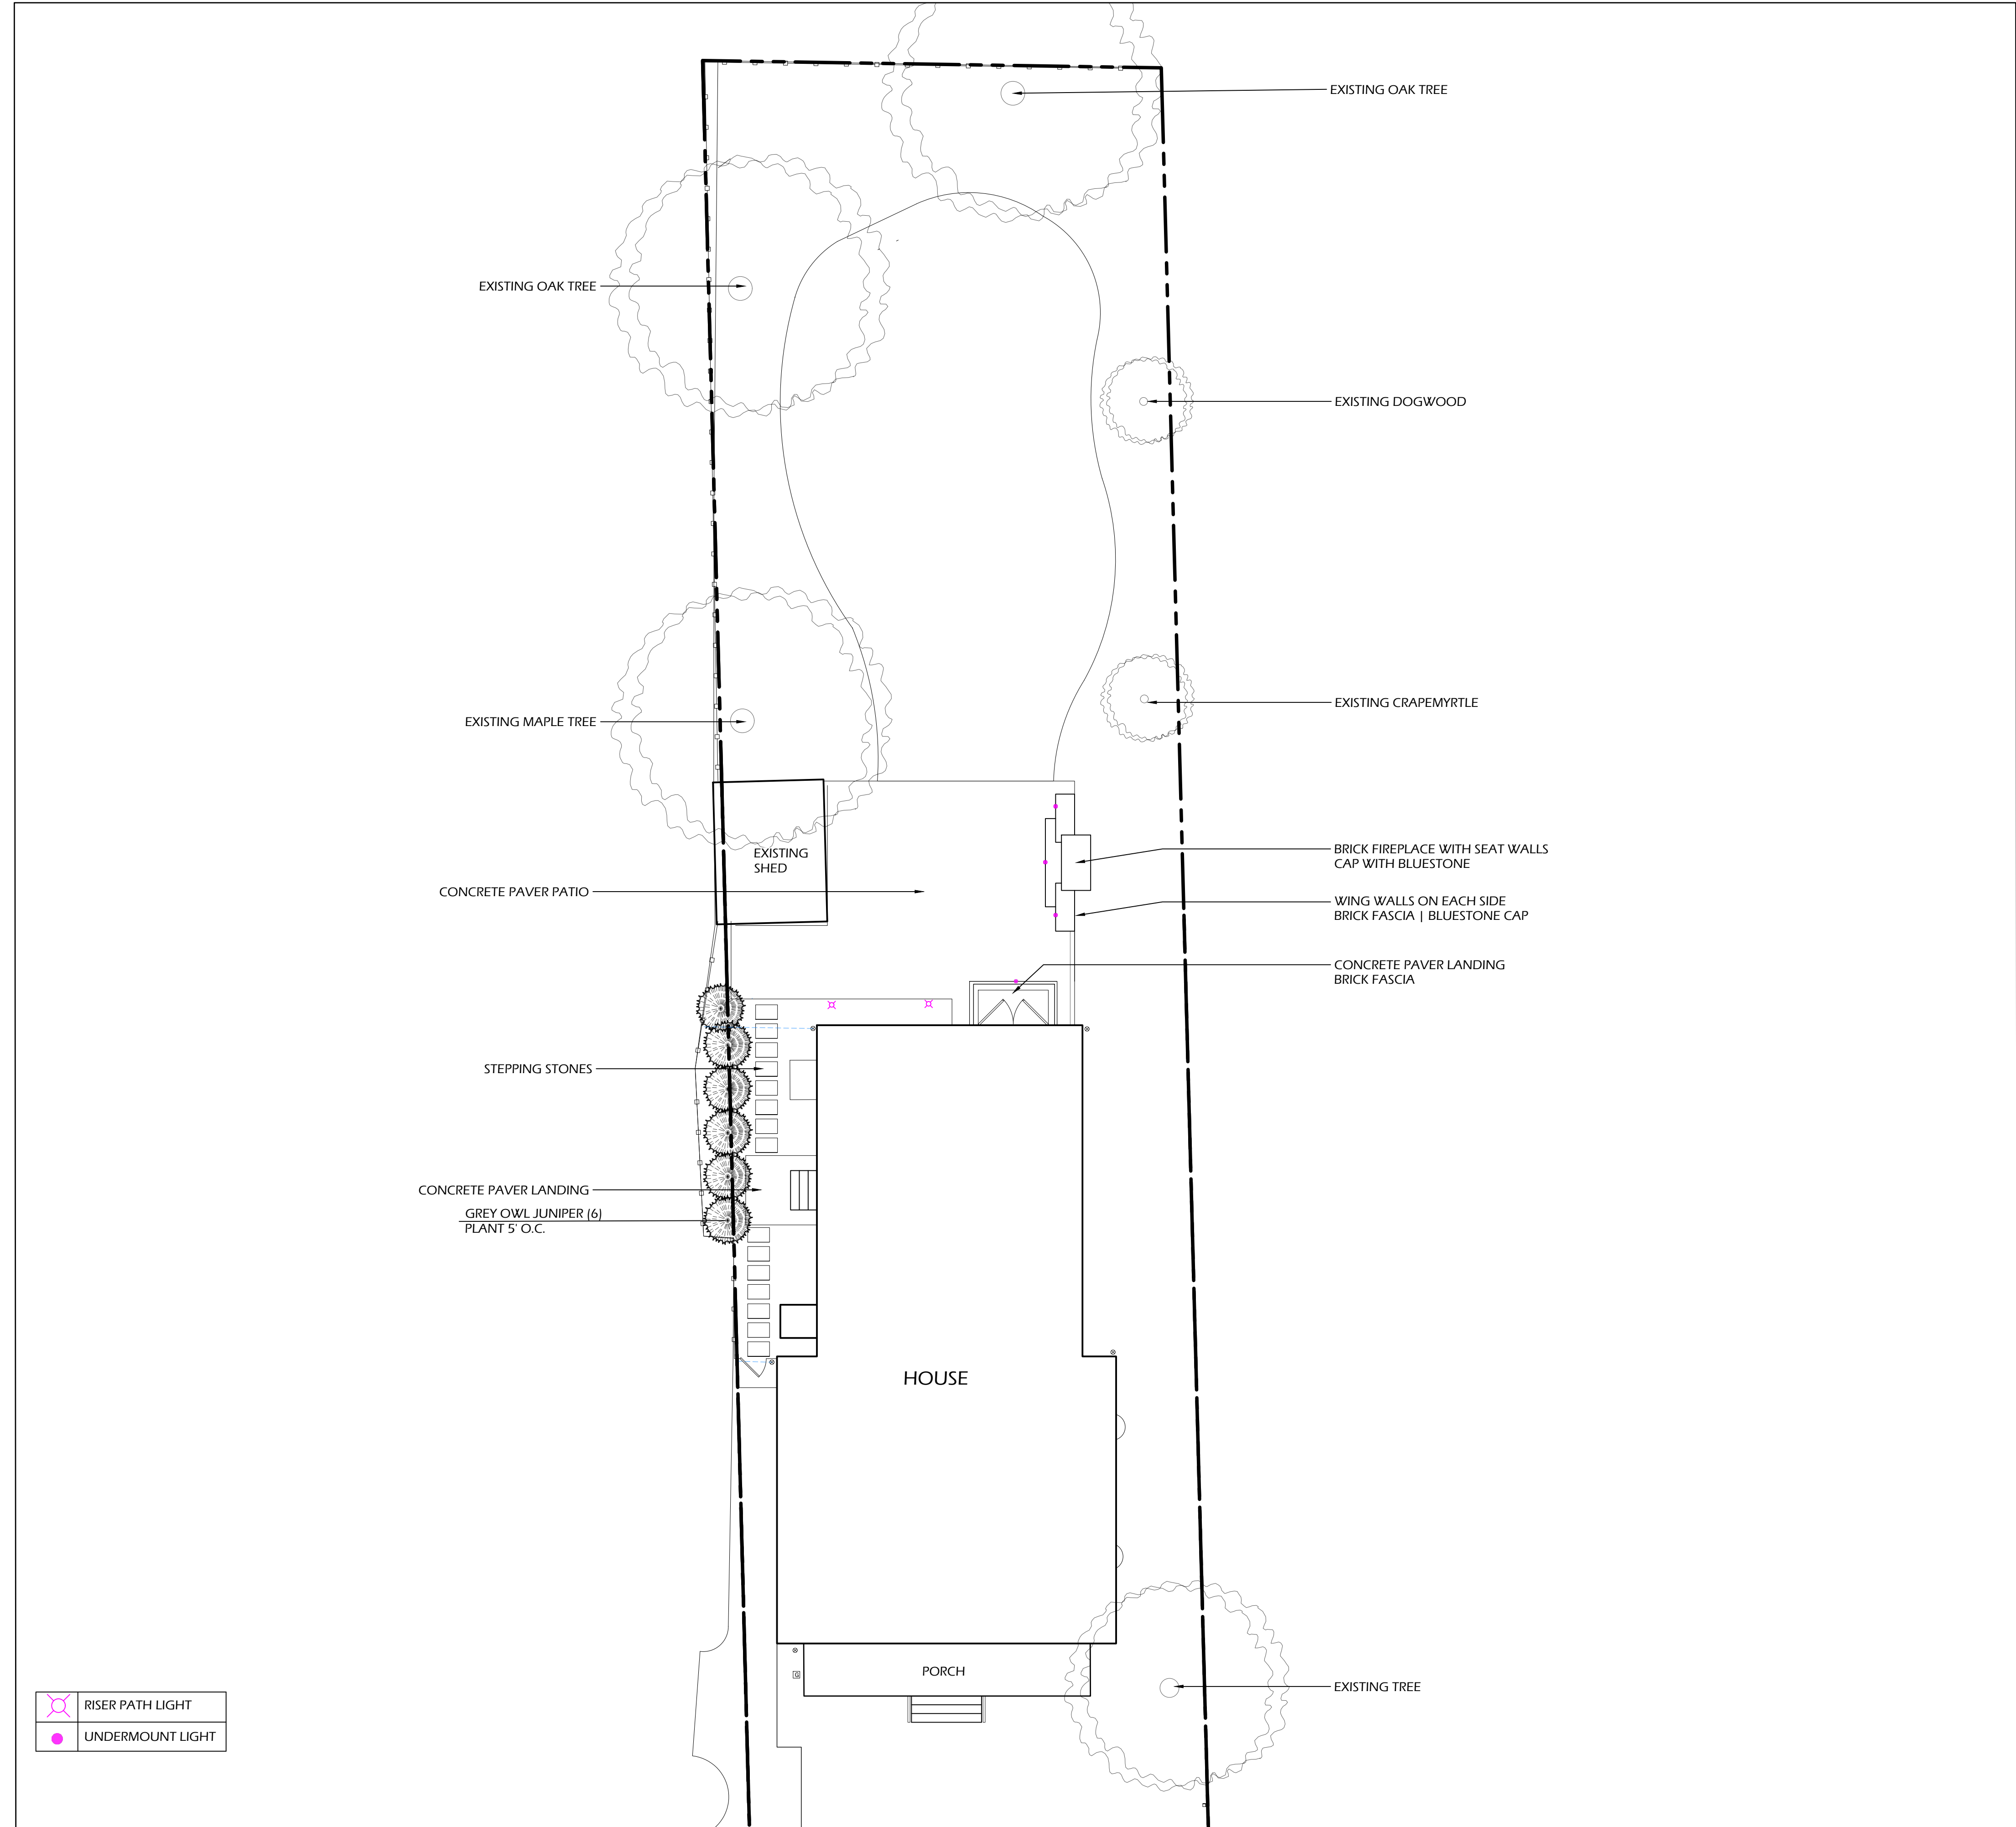 EXISTING OAK TREE
EXISTING OAK TREE
EXISTING DOGWOOD
EXISTING CRAPEMYRTLE
EXISTING MAPLE TREE
EXISTING
SHED
BRICK FIREPLACE WITH SEAT WALLS
CAP WITH BLUESTONE
CONCRETE PAVER PATIO
WING WALLS ON EACH SIDE
BRICK FASCIA | BLUESTONE CAP
CONCRETE PAVER LANDING
BRICK FASCIA
STEPPING STONES
CONCRETE PAVER LANDING
GREY OWL JUNIPER (6)
PLANT 5' O.C.
HOUSE
PORCH
G
EXISTING TREE
RISER PATH LIGHT
UNDERMOUNT LIGHT